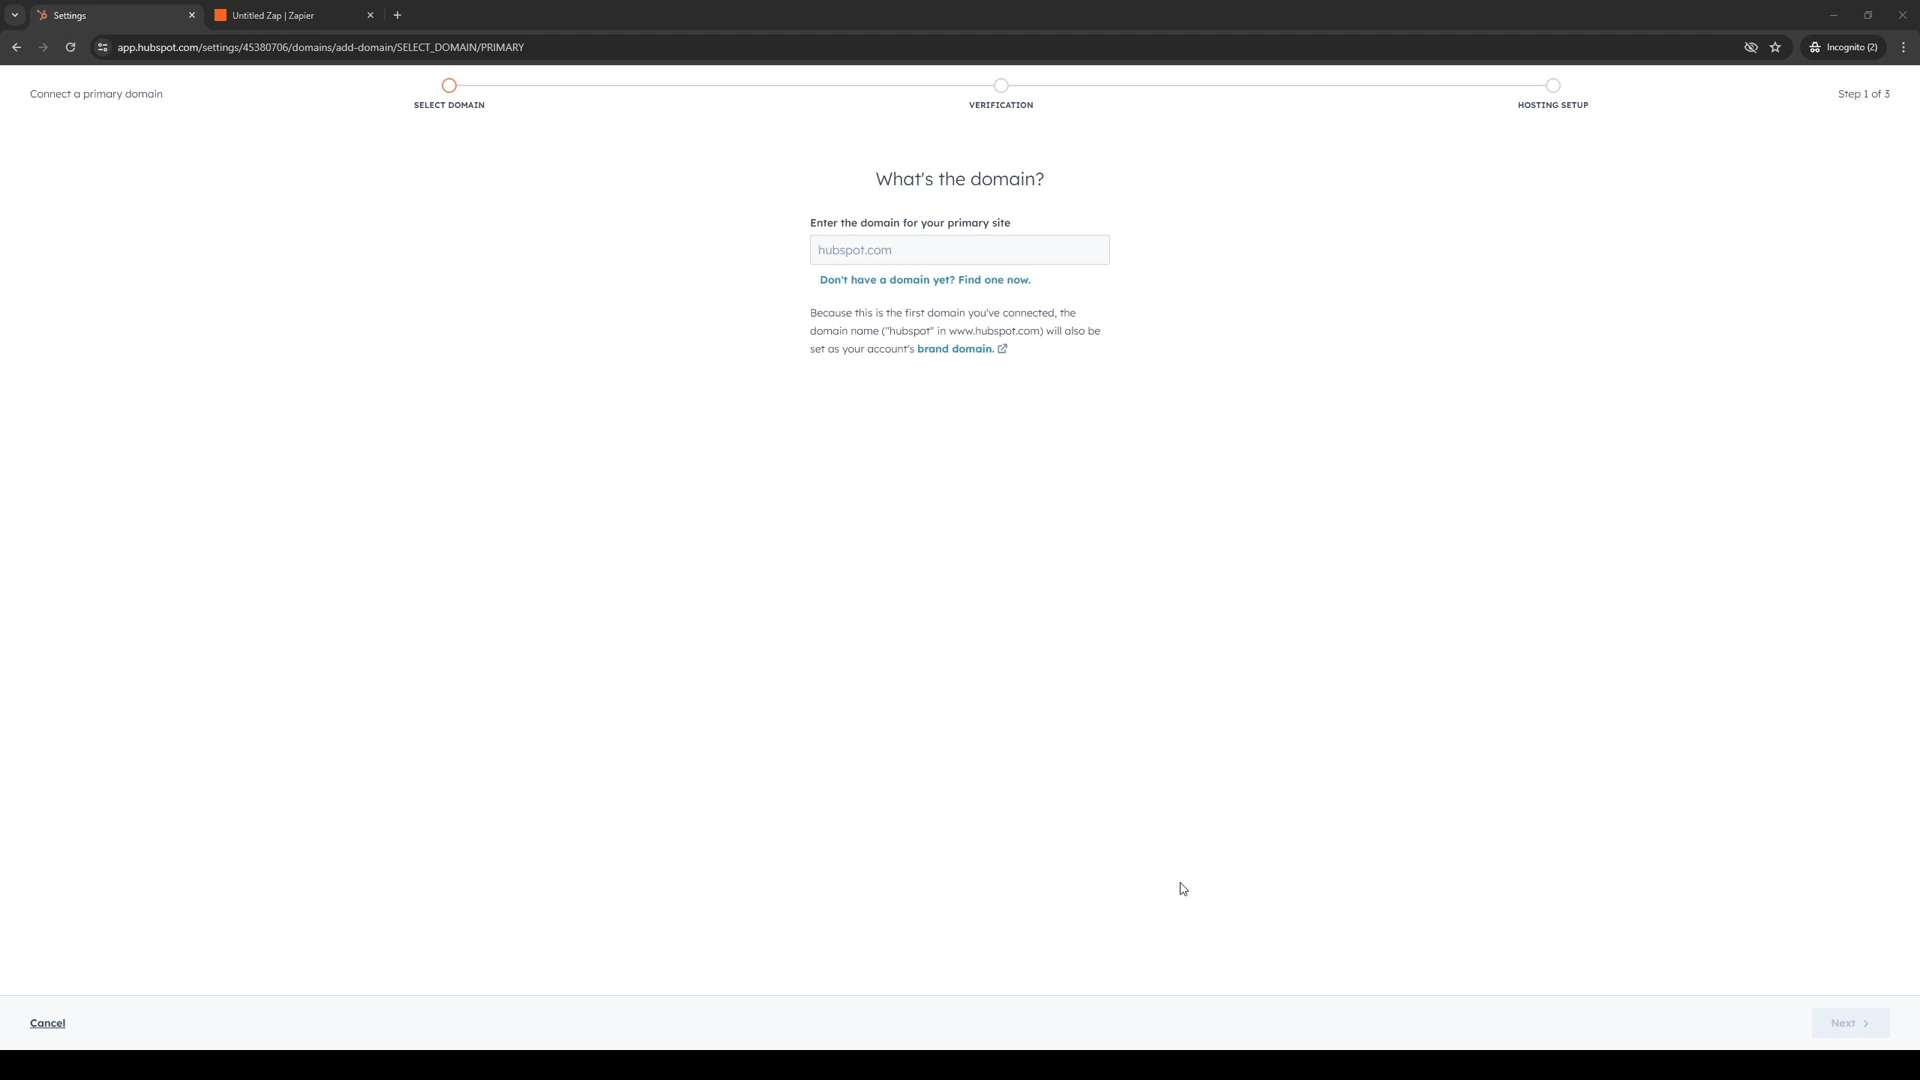 Settings
Untitled Zap | Zapier
app.hubspot.com/settings/45380706/domains/add-domain/SELECT_DOMAIN/PRIMARY
Incognito (2)
Connect a primary domain
SELECT DOMAIN
VERIFICATION
HOSTING SETUP
Step 1 of 3
What's the domain?
Enter the domain for your primary site
hubspot.com
Don't have a domain yet? Find one now.
Because this is the first domain you've connected, the
domain name ("hubspot" in www.hubspot.com) will also be
set as your account's brand domain.
Cancel
Next